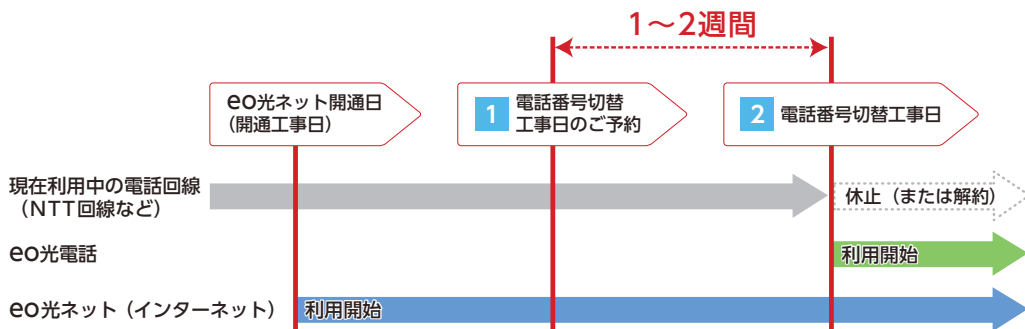 1～2週間
eo光ネット開通日
（開通工事日）
1 電話番号切替
工事日のご予約
2 電話番号切替工事日
現在利用中の電話回線
（NTT回線など）
休止（または解約）
eo光電話
利用開始
eo光ネット（インターネット）
利用開始